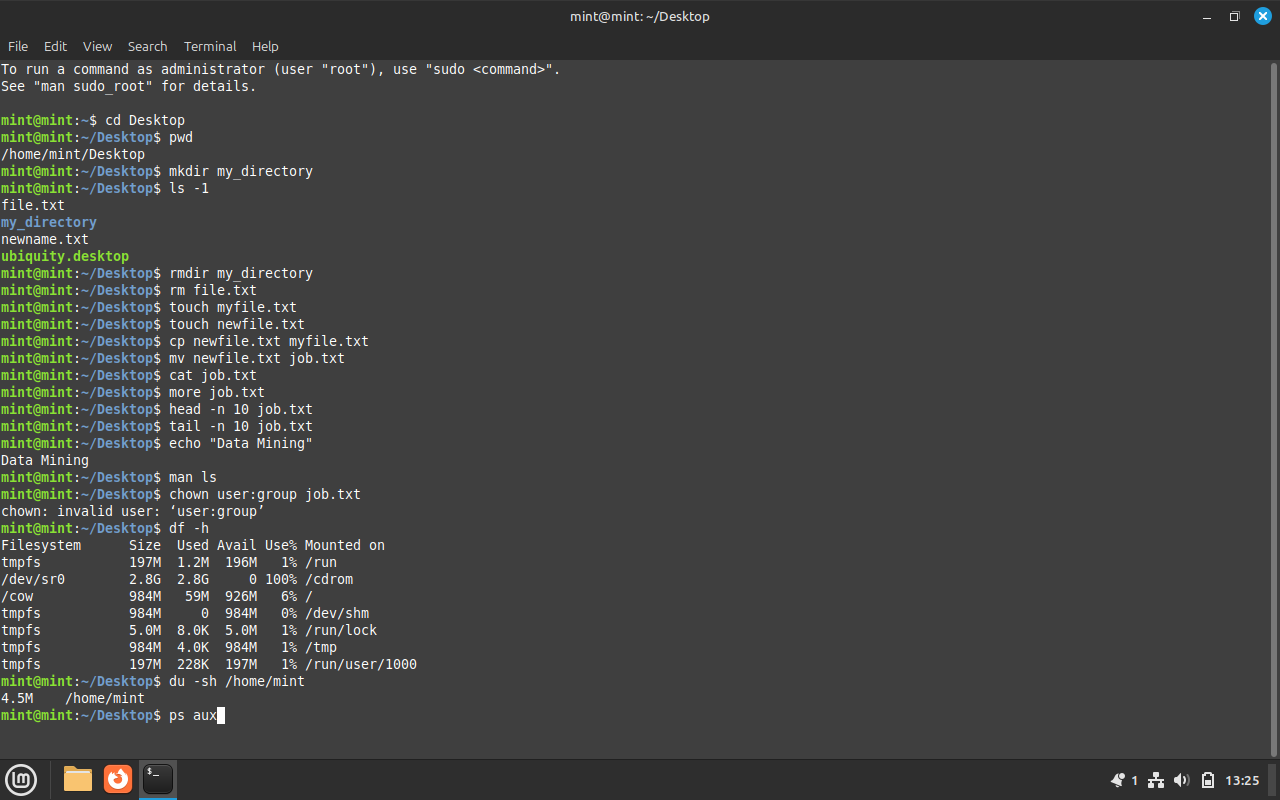 mint@mint: ~/Desktop
File Edit View Search Terminal Help
To run a command as administrator (user "root"), use "sudo <command>".
See "man sudo_root" for details.
mint@mint:~$ cd Desktop
mint@mint:~/Desktop$ pwd
/home/mint/Desktop
mint@mint:~/Desktop$ mkdir my_directory
mint@mint:~/Desktop$ ls -1
file.txt
my_directory
newname.txt
ubiquity.desktop
mint@mint:~/Desktop$ rmdir my_directory
mint@mint:~/Desktop$ rm file.txt
mint@mint:~/Desktop$ touch myfile.txt
mint@mint:~/Desktop$ touch newfile.txt
mint@mint:~/Desktop$ cp newfile.txt myfile.txt
mint@mint:~/Desktop$ mv newfile.txt job.txt
mint@mint:~/Desktop$ cat job.txt
mint@mint:~/Desktop$ more job.txt
mint@mint:~/Desktop$ head -n 10 job.txt
mint@mint:~/Desktop$ tail -n 10 job.txt
mint@mint:~/Desktop$ echo "Data Mining"
Data Mining
mint@mint:~/Desktop$ man ls
mint@mint:~/Desktop$ chown user:group job.txt
chown: invalid user: ‘user:group’
mint@mint:~/Desktop$ df -h
Filesystem      Size  Used Avail Use% Mounted on
tmpfs           197M  1.2M  196M   1% /run
/dev/sr0        2.8G  2.8G     0 100% /cdrom
/cow            984M   59M  926M   6% /
tmpfs           984M     0  984M   0% /dev/shm
tmpfs           5.0M  8.0K  5.0M   1% /run/lock
tmpfs           984M  4.0K  984M   1% /tmp
tmpfs           197M  228K  197M   1% /run/user/1000
mint@mint:~/Desktop$ du -sh /home/mint
4.5M    /home/mint
mint@mint:~/Desktop$ ps aux
$_
1 13:25